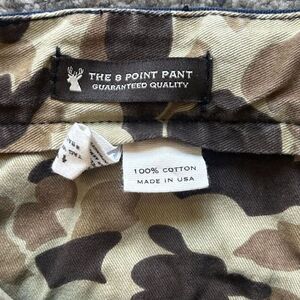 THE 8 POINT PANT
GUARANTEED QUALITY
100% COTTON
MADE IN USA